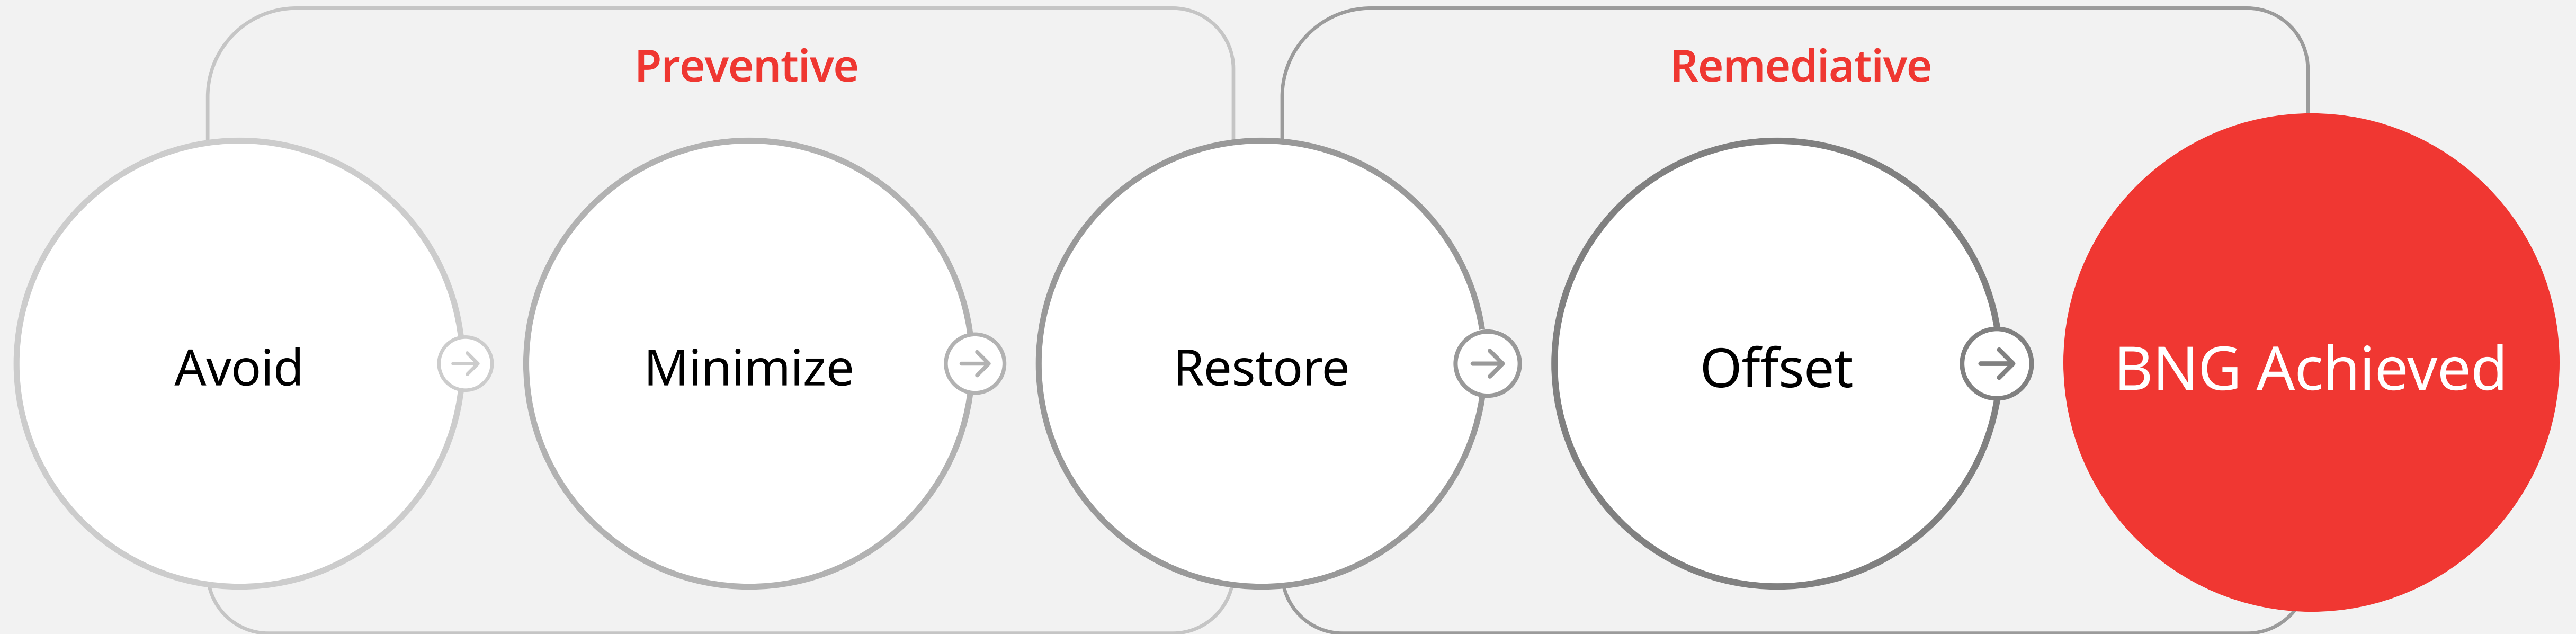 Preventive
Remediative
Avoid
Minimize
Restore
Offset
BNG Achieved